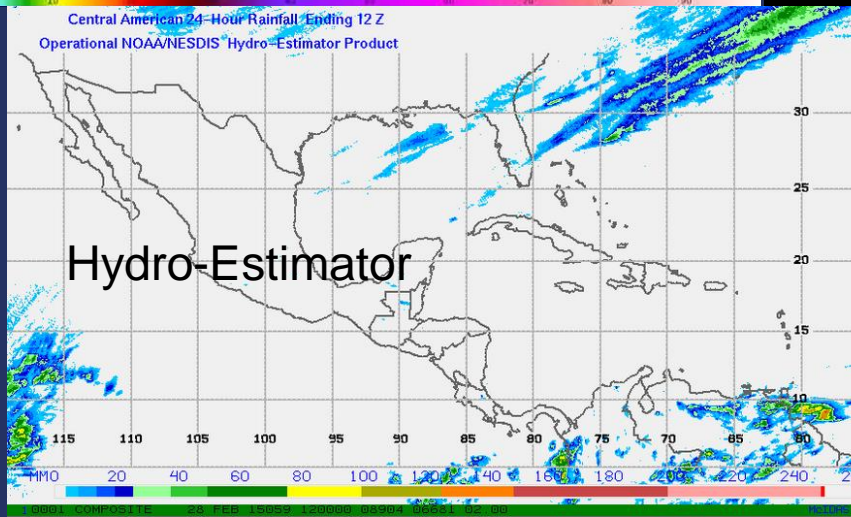 Central American 24-Hour Rainfall Ending 12 Z
Operational NOAA/NESDIS Hydro-Estimator Product
30
25
Hydro-Estimator
20
15
10
115 110 105 100 95 90 85 80 75 70 65 60
MM0 20 40 60 80 100 120 140 160 180 200 220 240
1 0001 COMPOSITE 28 FEB 15059 120000 08904 06681 02.00 McIDAS